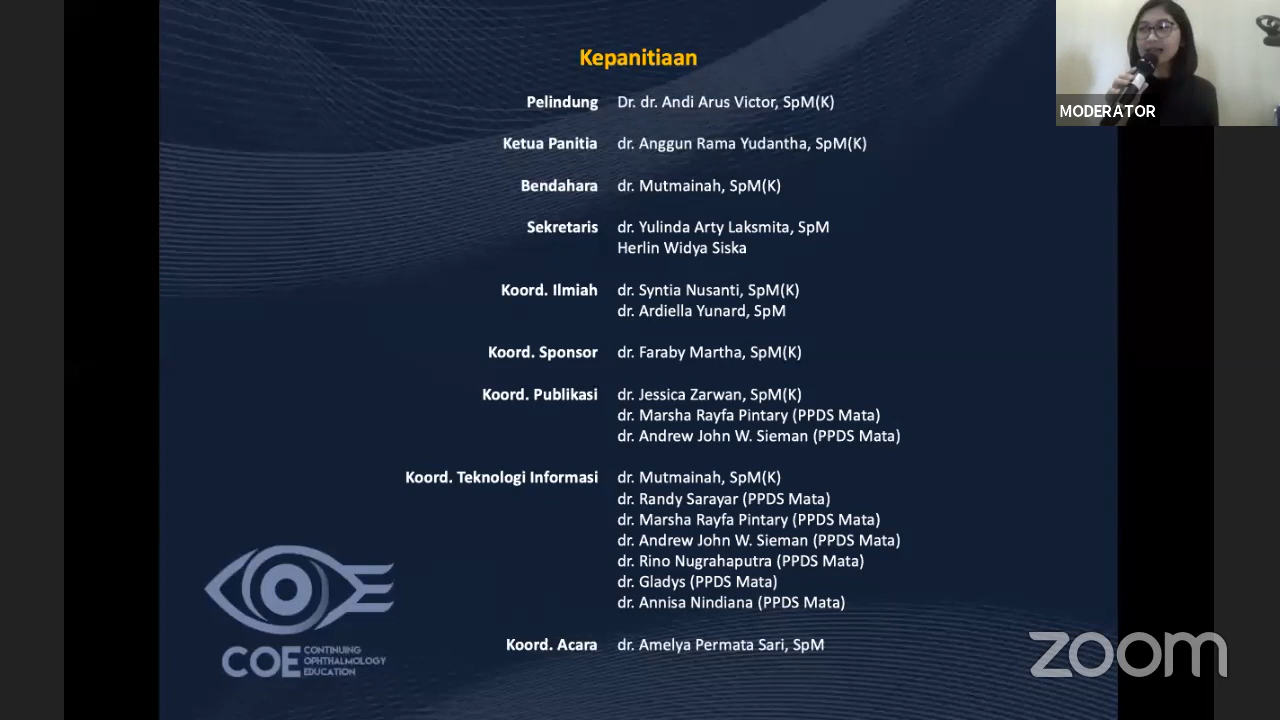 Kepanitiaan
Pelindung Dr. dr. Andi Arus Victor, SpM(K)
Ketua Panitia dr. Anggun Rama Yudantha, SpM(K)
Bendahara dr. Mutmainah, SpM(K)
Sekretaris dr. Yulinda Arty Laksmita, SpM
Herlin Widya Siska
Koord. Ilmiah dr. Syntia Nusanti, SpM(K)
dr. Ardiella Yunard, SpM
Koord. Sponsor dr. Faraby Martha, SpM(K)
Koord. Publikasi dr. Jessica Zarwan, SpM(K)
dr. Marsha Rayfa Pintary (PPDS Mata)
dr. Andrew John W. Sieman (PPDS Mata)
Koord. Teknologi Informasi dr. Mutmainah, SpM(K)
dr. Randy Sarayar (PPDS Mata)
dr. Marsha Rayfa Pintary (PPDS Mata)
dr. Andrew John W. Sieman (PPDS Mata)
dr. Rino Nugrahaputra (PPDS Mata)
dr. Gladys (PPDS Mata)
dr. Annisa Nindiana (PPDS Mata)
Koord. Acara dr. Amelya Permata Sari, SpM
COE CONTINUING
OPHTHALMOLOGY
EDUCATION
MODERATOR
zoom